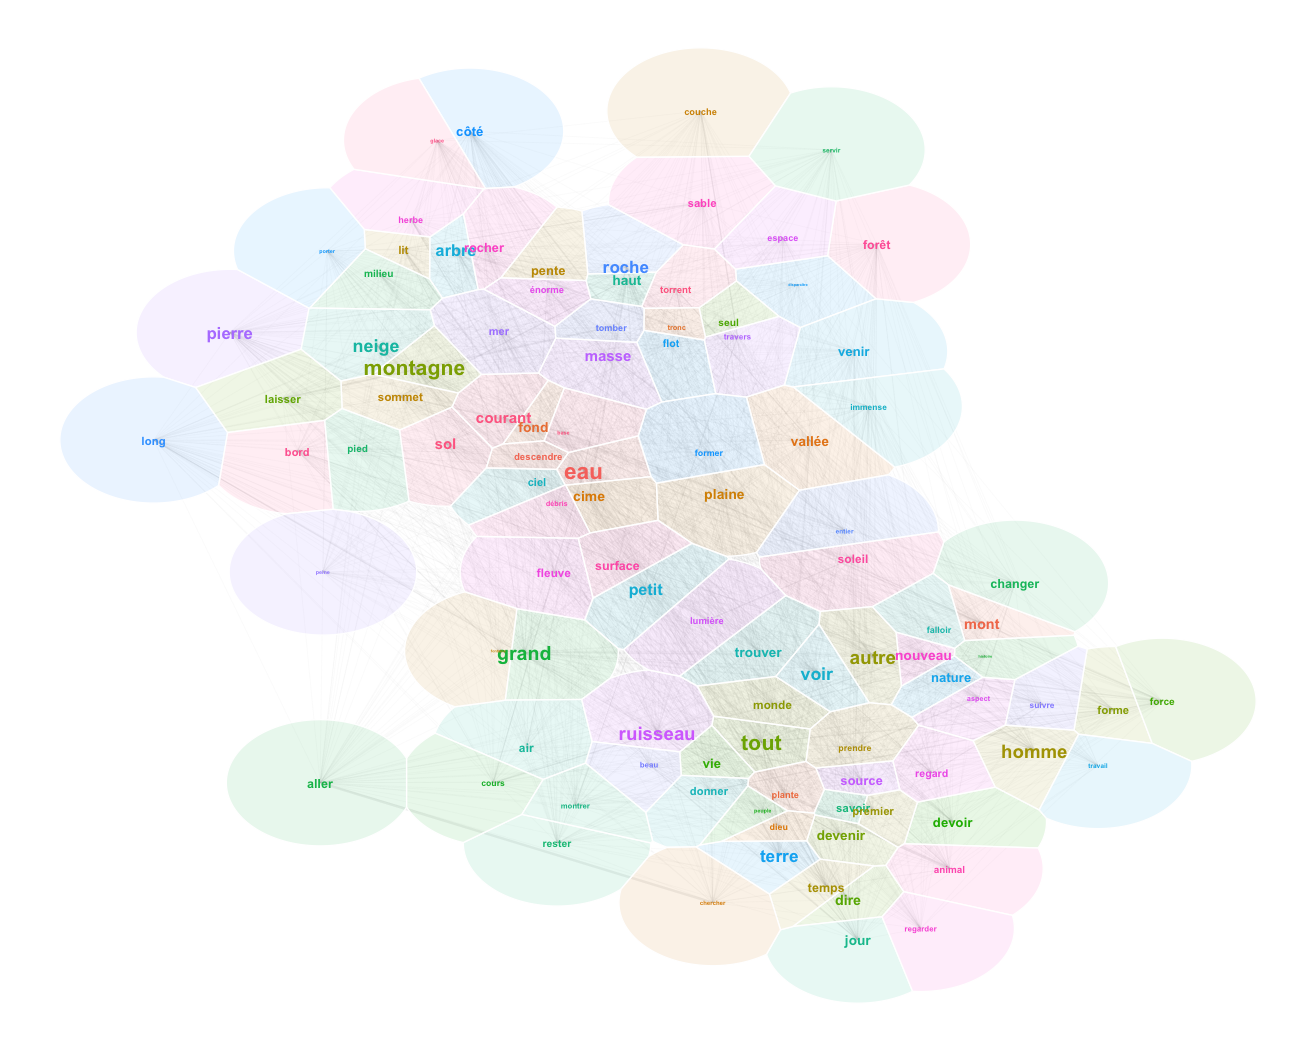 couche
côté
glace
servir
sable
herbe
espace
forêt
rocher
arbre
lit
porter
pente
roche
milieu
haut
énorme
torrent
disparaître
seul
tomber
tronc
mer
pierre
travers
flot
neige
venir
masse
montagne
sommet
laisser
immense
courant
fond
long
sol
vallée
pied
bord
former
descendre
eau
ciel
cime
plaine
débris
entier
soleil
surface
fleuve
petite
changer
petit
lumière
mont
falloir
grand
trouver
autre
nouveau
voir
nature
aspect
force
monde
suivre
forme
ruisseau
tout
air
prendre
homme
vie
beau
travail
regard
source
aller
cours
donner
plante
montrer
savoir
premier
peuple
devoir
dieu
devenir
rester
terre
animal
temps
dire
chercher
regarder
jour